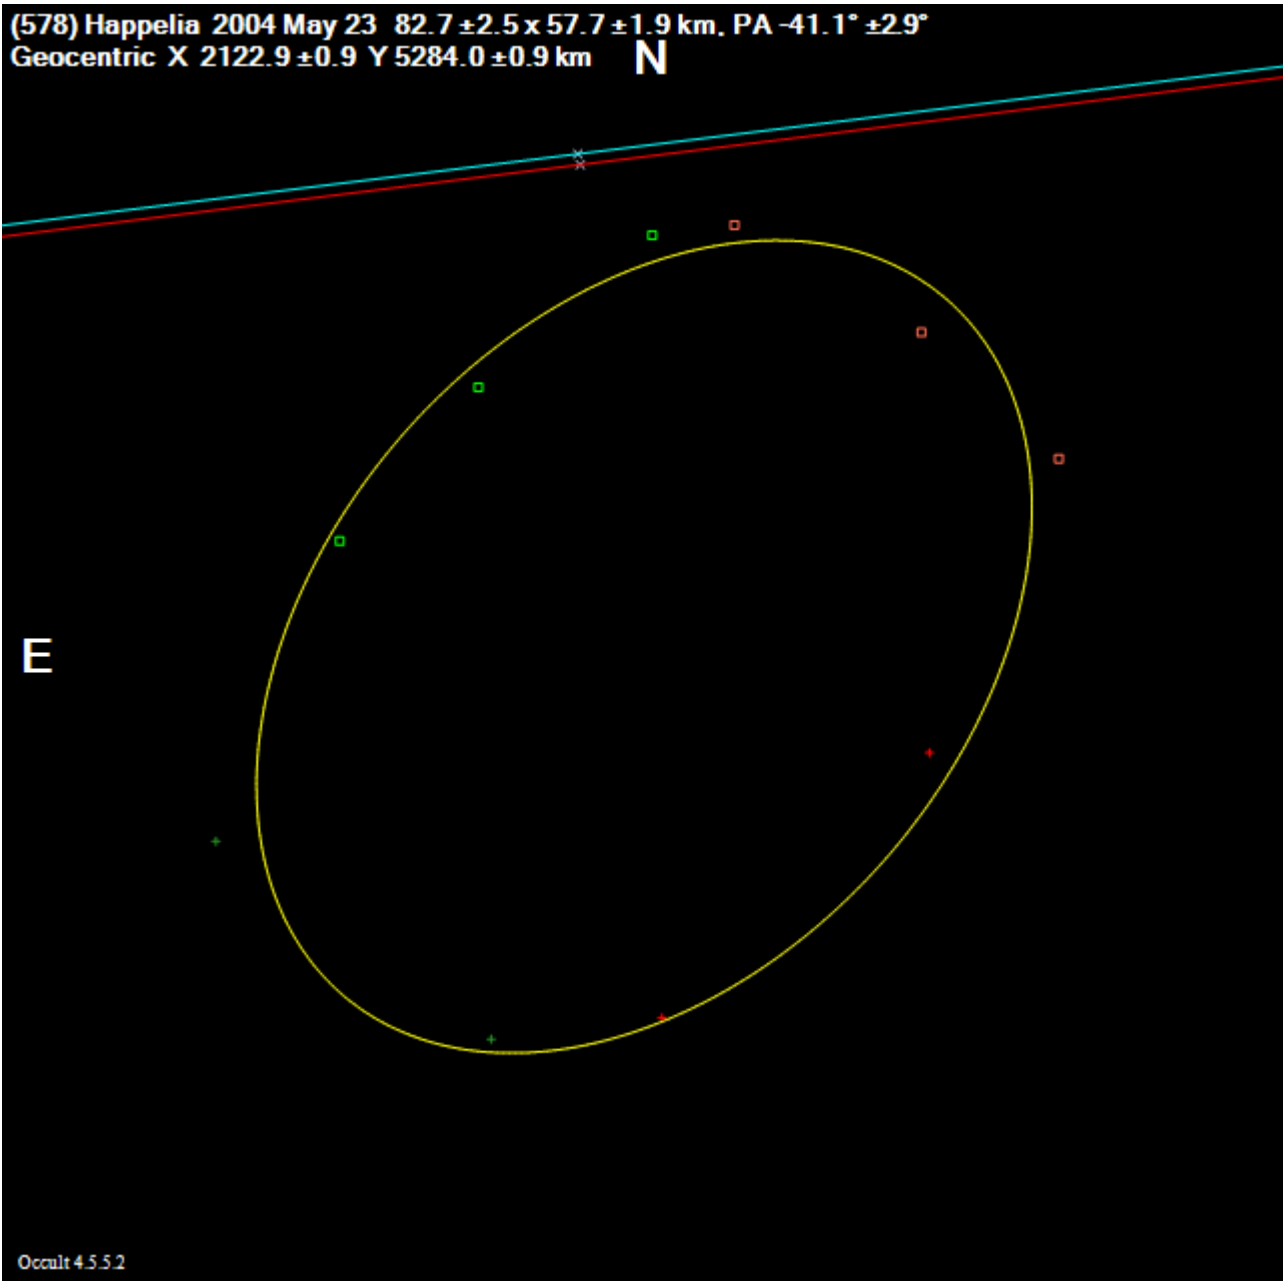 (578) Happelia 2004 May 23 82.7 ±2.5 x 57.7 ±1.9 km, PA -41.1° ±2.9°
Geocentric X 2122.9 ±0.9 Y 5284.0 ±0.9 km
N
E
Occult 4.5.5.2